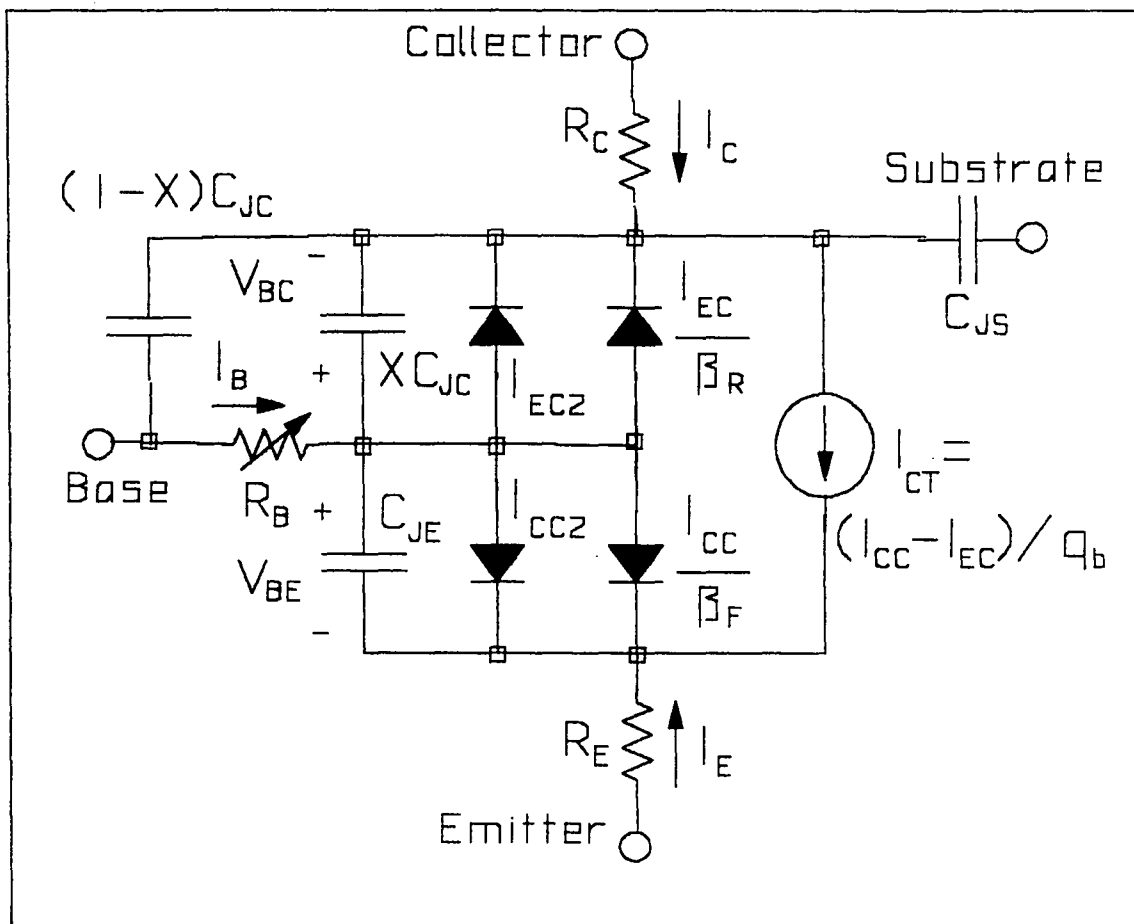 Collector
R_C
I_C
Substrate
(1-X)C_JC
-
V_BC
I_EC
β_R
C_JS
I_B
+
XC_JC
I_EC2
Base
R_B
+
C_JE
I_CC2
I_CC
β_F
I_CT=
(I_CC-I_EC)/q_b
V_BE
-
R_E
I_E
Emitter